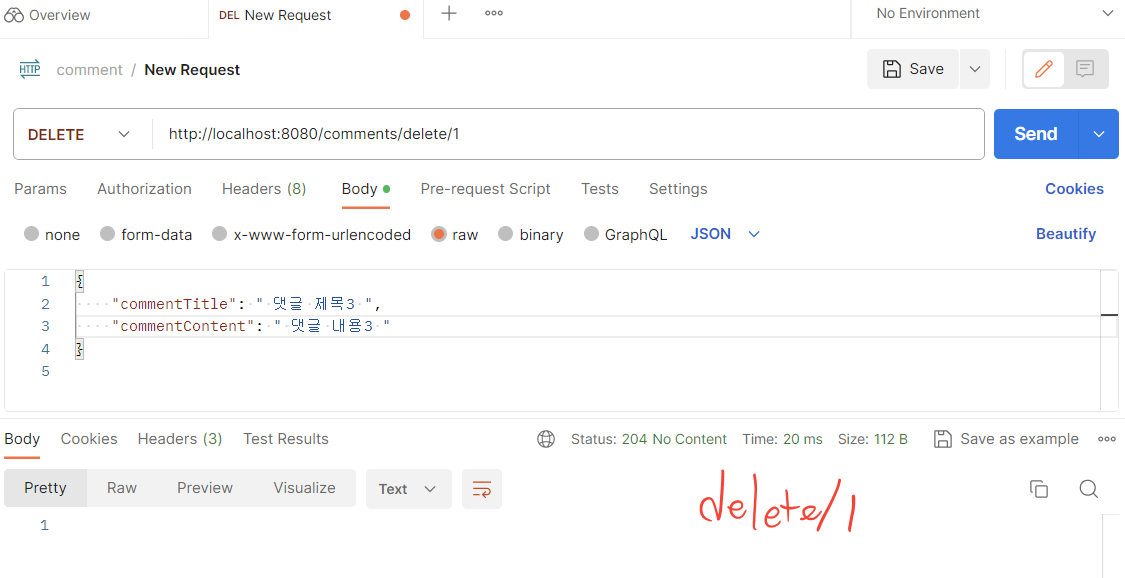 Overview
DEL New Request
No Environment
HTTP comment / New Request
Save
DELETE http://localhost:8080/comments/delete/1 Send
Params Authorization Headers (8) Body Pre-request Script Tests Settings Cookies
none form-data x-www-form-urlencoded raw binary GraphQL JSON Beautify
1 {
2 "commentTitle": " 댓글 제목3 ",
3 "commentContent": " 댓글 내용3 "
4 }
5
Body Cookies Headers (3) Test Results Status: 204 No Content Time: 20 ms Size: 112 B Save as example
Pretty Raw Preview Visualize Text
delete/1
1